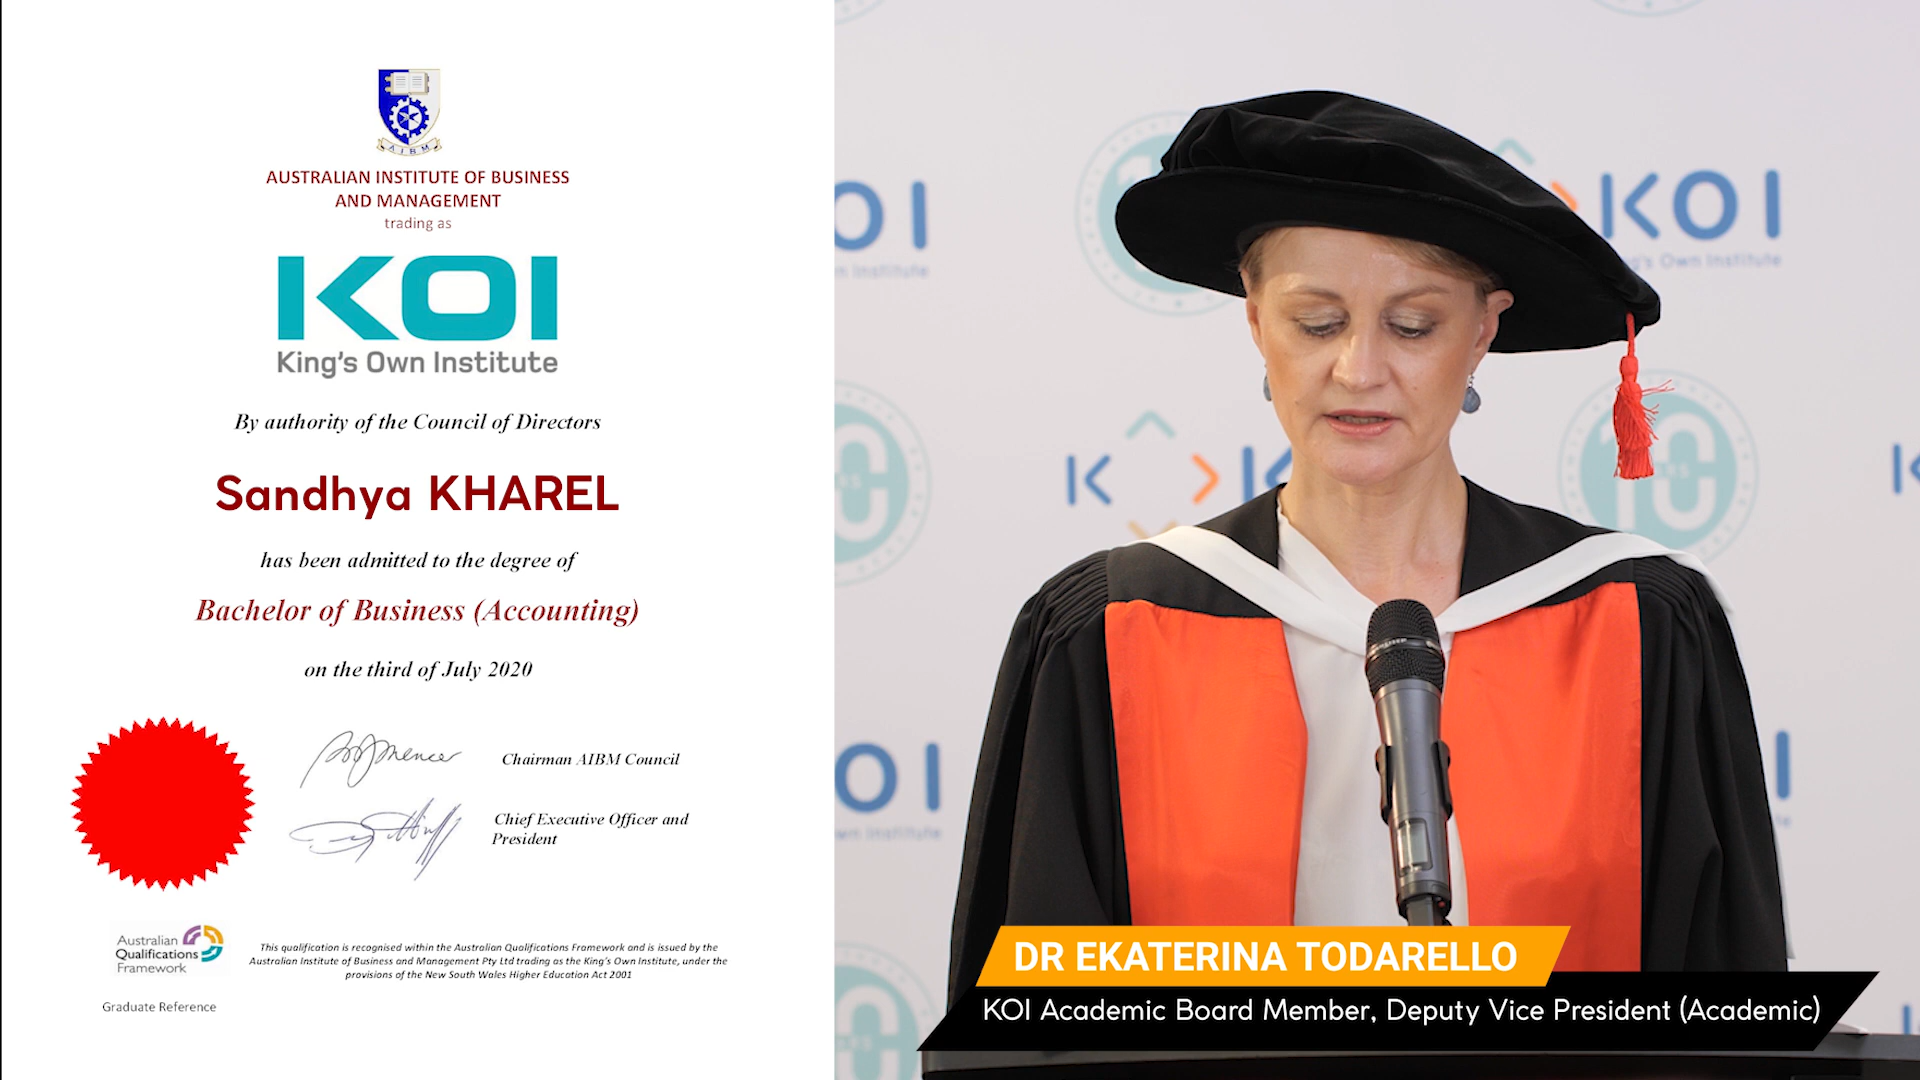 AIBM
AUSTRALIAN INSTITUTE OF BUSINESS
AND MANAGEMENT
trading as
KOI
King's Own Institute
By authority of the Council of Directors
Sandhya KHAREL
has been admitted to the degree of
Bachelor of Business (Accounting)
on the third of July 2020
Chairman AIBM Council
Chief Executive Officer and
President
Australian
Qualifications
Framework
This qualification is recognised within the Australian Qualifications Framework and is issued by the
Australian Institute of Business and Management Pty Ltd trading as the King's Own Institute, under the
provisions of the New South Wales Higher Education Act 2001
Graduate Reference
KOI
Own Institute
DR EKATERINA TODARELLO
KOI Academic Board Member, Deputy Vice President (Academic)